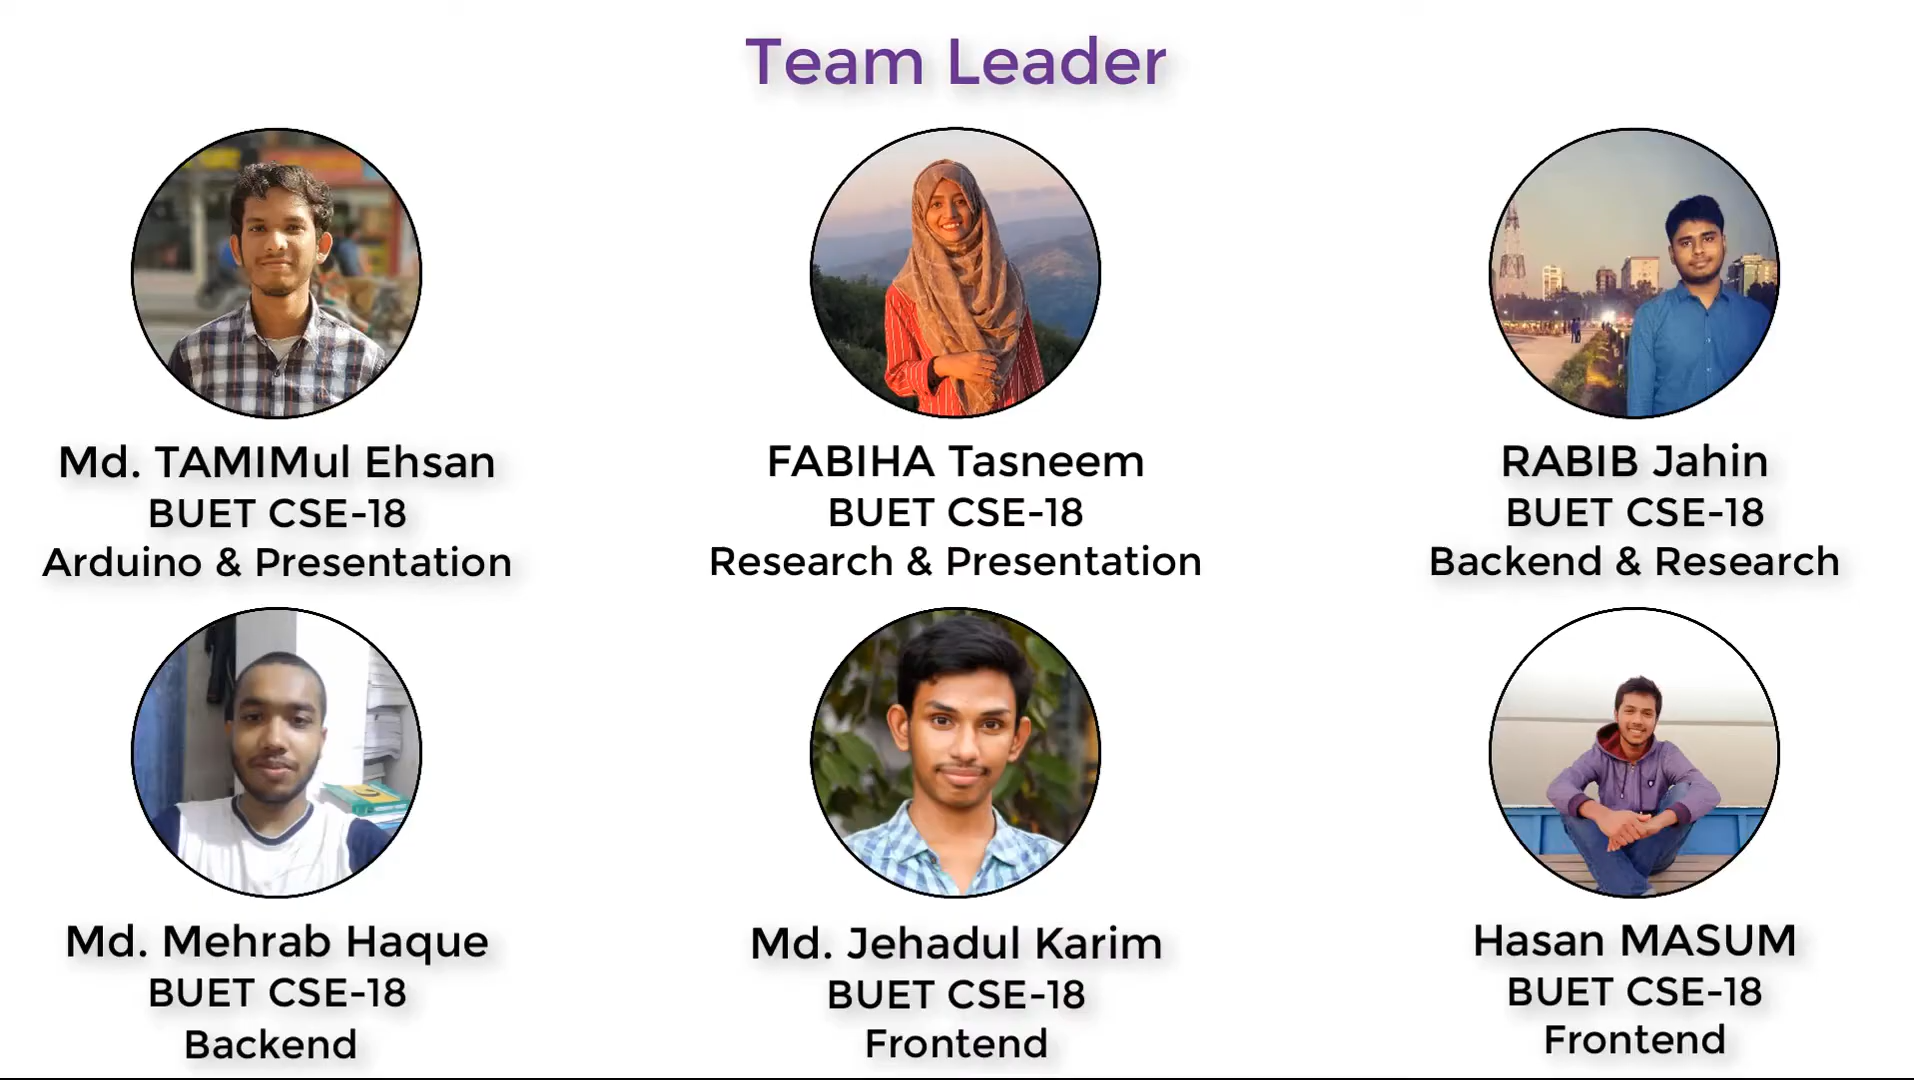 Team Leader
Md. TAMIMul Ehsan
BUET CSE-18
Arduino & Presentation
FABIHA Tasneem
BUET CSE-18
Research & Presentation
RABIB Jahin
BUET CSE-18
Backend & Research
Md. Mehrab Haque
BUET CSE-18
Backend
Md. Jehadul Karim
BUET CSE-18
Frontend
Hasan MASUM
BUET CSE-18
Frontend